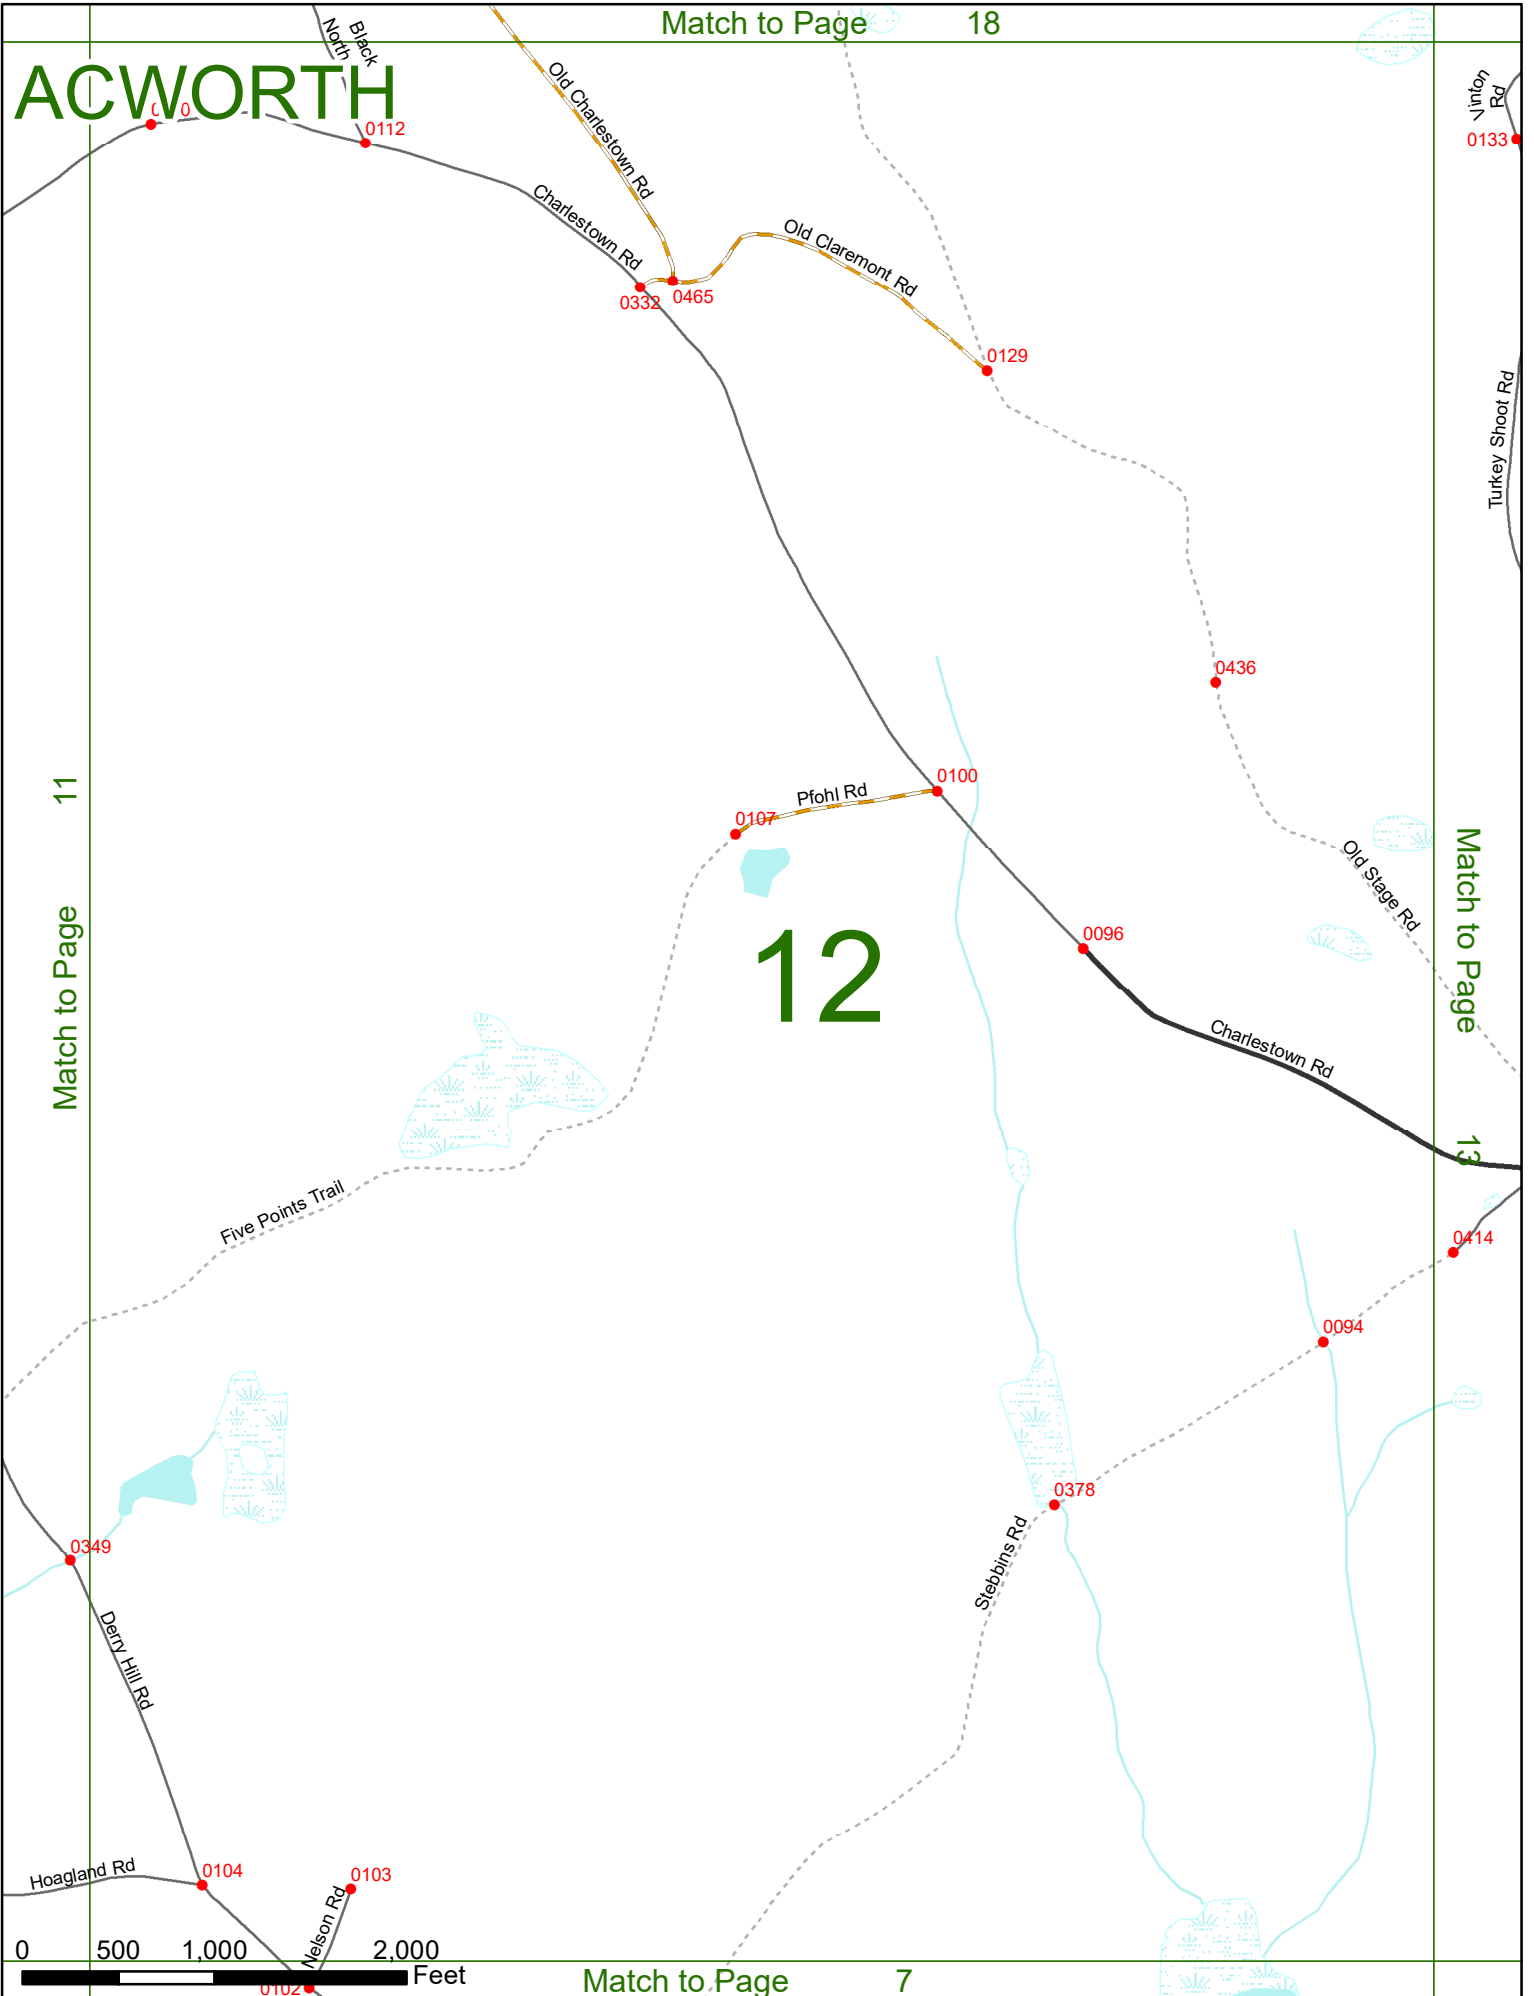 Match to Page 18
ACWORTH
Black
North
0112
Old Charlestown Rd
Charlestown Rd
Old Claremont Rd
Vinton
Rd
0133
0332
0465
0129
Turkey Shoot Rd
0436
11
Match to Page
Pfohl Rd
0100
0107
Old Stage Rd
Match to Page
13
12
0096
Charlestown Rd
Five Points Trail
0414
0094
0378
Stebbins Rd
0349
Derry Hill Rd
Hoagland Rd
0104
0103
Nelson Rd
0102
0 500 1,000 2,000
Feet
Match to Page 7